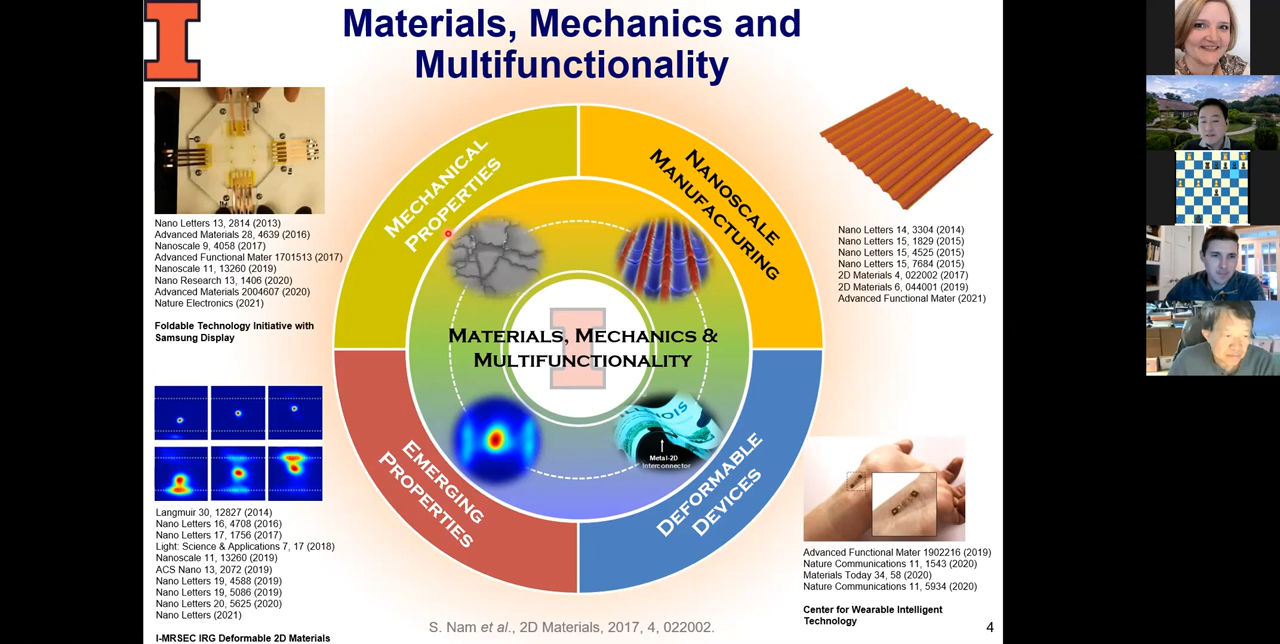 Materials, Mechanics and
Multifunctionality
Nano Letters 13, 2814 (2013)
Advanced Materials 28, 4639 (2016)
Nanoscale 9, 4058 (2017)
Advanced Functional Mater 1701513 (2017)
Nanoscale 11, 13260 (2019)
Nano Research 13, 1406 (2020)
Advanced Materials 2004607 (2020)
Nature Electronics (2021)
Foldable Technology Initiative with
Samsung Display
MECHANICAL
PROPERTIES
NANOSCALE
MANUFACTURING
MATERIALS, MECHANICS &
MULTIFUNCTIONALITY
EMERGING
PROPERTIES
DEFORMABLE
DEVICES
Metal-2D
Interconnector
Nano Letters 14, 3304 (2014)
Nano Letters 15, 1829 (2015)
Nano Letters 15, 4525 (2015)
Nano Letters 15, 7684 (2015)
2D Materials 4, 022002 (2017)
2D Materials 6, 044001 (2019)
Advanced Functional Mater (2021)
Langmuir 30, 12827 (2014)
Nano Letters 16, 4708 (2016)
Nano Letters 17, 1756 (2017)
Light: Science & Applications 7, 17 (2018)
Nanoscale 11, 13260 (2019)
ACS Nano 13, 2072 (2019)
Nano Letters 19, 4588 (2019)
Nano Letters 19, 5086 (2019)
Nano Letters 20, 5625 (2020)
Nano Letters (2021)
I-MRSEC IRG Deformable 2D Materials
Advanced Functional Mater 1902216 (2019)
Nature Communications 11, 1543 (2020)
Materials Today 34, 58 (2020)
Nature Communications 11, 5934 (2020)
Center for Wearable Intelligent
Technology
S. Nam et al., 2D Materials, 2017, 4, 022002.
4